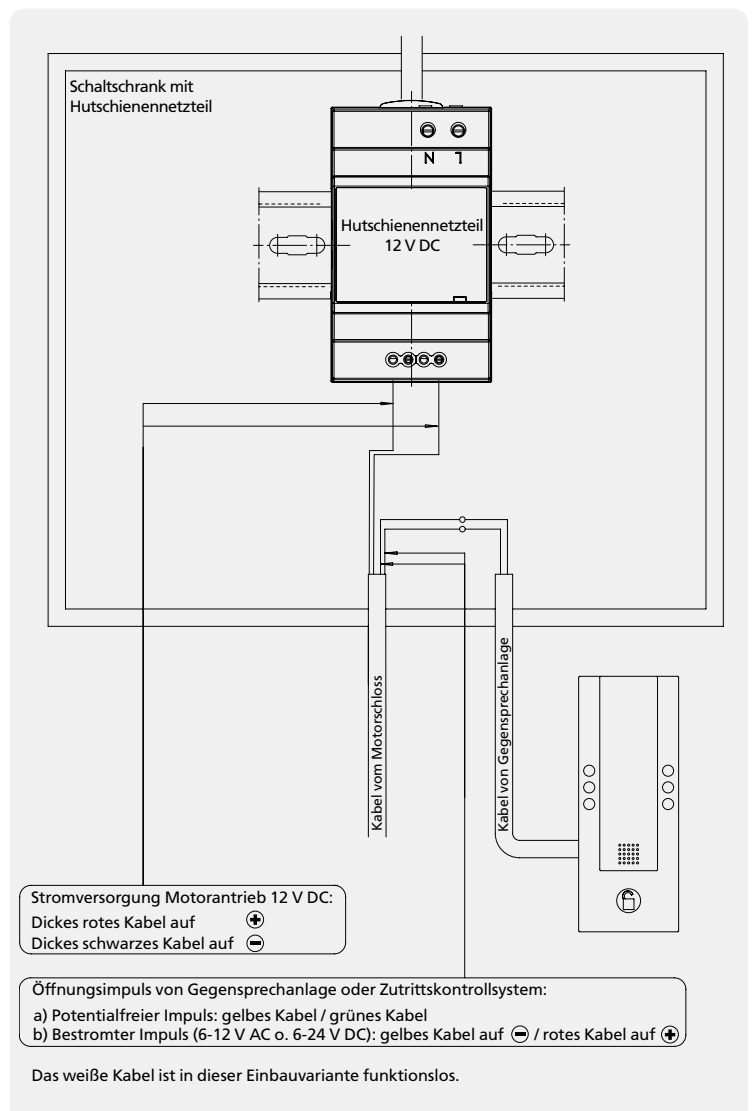 Schaltschrank mit
Hutschienennetzteil
N L
Hutschienennetzteil
12 V DC
Kabel vom Motorschloss
Kabel von Gegensprechanlage
Stromversorgung Motorantrieb 12 V DC:
Dickes rotes Kabel auf ⊕
Dickes schwarzes Kabel auf ⊖
Öffnungsimpuls von Gegensprechanlage oder Zutrittskontrollsystem:
a) Potentialfreier Impuls: gelbes Kabel / grünes Kabel
b) Bestromter Impuls (6-12 V AC o. 6-24 V DC): gelbes Kabel auf ⊖ / rotes Kabel auf ⊕
Das weiße Kabel ist in dieser Einbauvariante funktionslos.